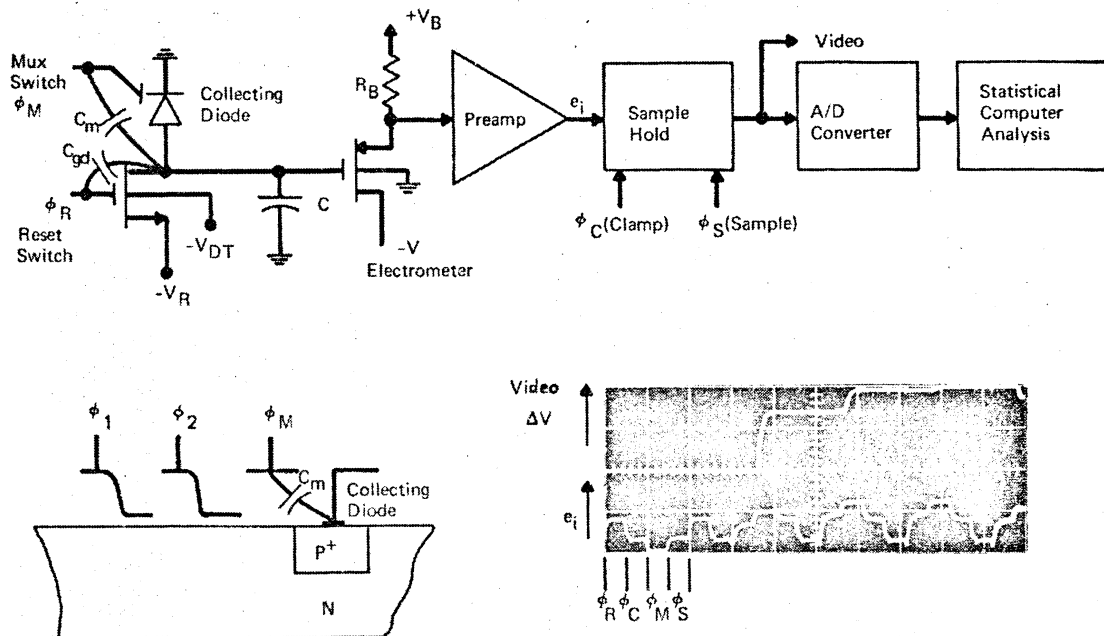 +V_B
Mux
Switch
ϕ_M
C_m
Collecting
Diode
R_B
Preamp
e_i
Sample
Hold
Video
A/D
Converter
Statistical
Computer
Analysis
C_gd
ϕ_R
Reset
Switch
-V_DT
-V_R
C
-V
Electrometer
ϕ_C(Clamp)
ϕ_S(Sample)
ϕ_1
ϕ_2
ϕ_M
C_m
Collecting
Diode
P+
N
Video
ΔV
e_i
ϕ_R ϕ_C ϕ_M ϕ_S